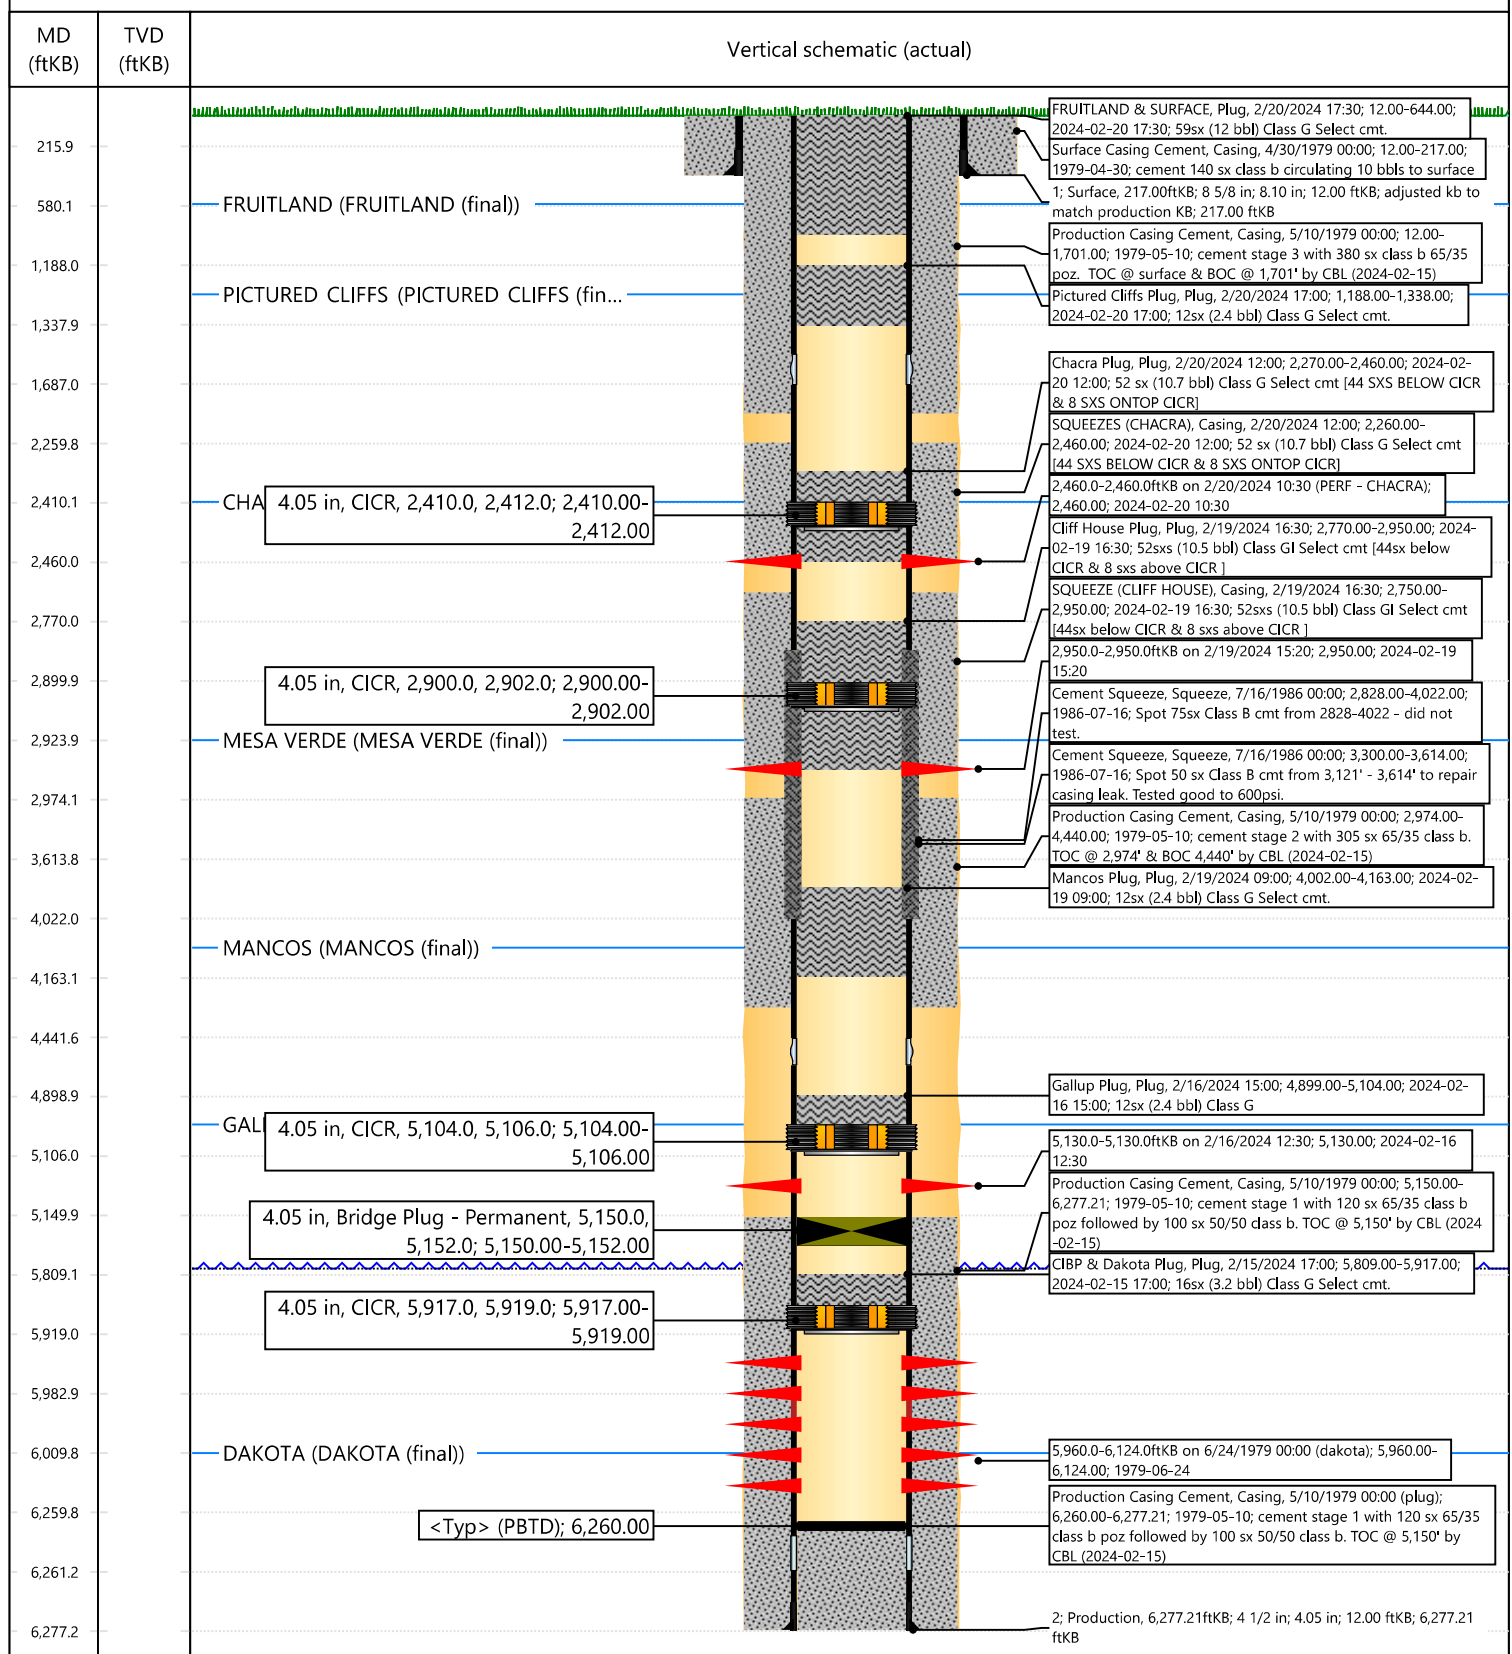 MD
(ftKB)
TVD
(ftKB)
Vertical schematic (actual)
215.9
580.1
1,188.0
1,337.9
1,687.0
2,259.8
2,410.1
2,460.0
2,770.0
2,899.9
2,923.9
2,974.1
3,613.8
4,022.0
4,163.1
4,441.6
4,898.9
5,106.0
5,149.9
5,809.1
5,919.0
5,982.9
6,009.8
6,259.8
6,261.2
6,277.2
FRUITLAND (FRUITLAND (final))
PICTURED CLIFFS (PICTURED CLIFFS (fin...
CHA
4.05 in, CICR, 2,410.0, 2,412.0; 2,410.00-
2,412.00
4.05 in, CICR, 2,900.0, 2,902.0; 2,900.00-
2,902.00
MESA VERDE (MESA VERDE (final))
MANCOS (MANCOS (final))
GAL
4.05 in, CICR, 5,104.0, 5,106.0; 5,104.00-
5,106.00
4.05 in, Bridge Plug - Permanent, 5,150.0,
5,152.0; 5,150.00-5,152.00
4.05 in, CICR, 5,917.0, 5,919.0; 5,917.00-
5,919.00
DAKOTA (DAKOTA (final))
<Typ> (PBTD); 6,260.00
FRUITLAND & SURFACE, Plug, 2/20/2024 17:30; 12.00-644.00;
2024-02-20 17:30; 59sx (12 bbl) Class G Select cmt.
Surface Casing Cement, Casing, 4/30/1979 00:00; 12.00-217.00;
1979-04-30; cement 140 sx class b circulating 10 bbls to surface
1; Surface, 217.00ftKB; 8 5/8 in; 8.10 in; 12.00 ftKB; adjusted kb to
match production KB; 217.00 ftKB
Production Casing Cement, Casing, 5/10/1979 00:00; 12.00-
1,701.00; 1979-05-10; cement stage 3 with 380 sx class b 65/35
poz.  TOC @ surface & BOC @ 1,701' by CBL (2024-02-15)
Pictured Cliffs Plug, Plug, 2/20/2024 17:00; 1,188.00-1,338.00;
2024-02-20 17:00; 12sx (2.4 bbl) Class G Select cmt.
Chacra Plug, Plug, 2/20/2024 12:00; 2,270.00-2,460.00; 2024-02-
20 12:00; 52 sx (10.7 bbl) Class G Select cmt [44 SXS BELOW CICR
& 8 SXS ONTOP CICR]
SQUEEZES (CHACRA), Casing, 2/20/2024 12:00; 2,260.00-
2,460.00; 2024-02-20 12:00; 52 sx (10.7 bbl) Class G Select cmt
[44 SXS BELOW CICR & 8 SXS ONTOP CICR]
2,460.0-2,460.0ftKB on 2/20/2024 10:30 (PERF - CHACRA);
2,460.00; 2024-02-20 10:30
Cliff House Plug, Plug, 2/19/2024 16:30; 2,770.00-2,950.00; 2024-
02-19 16:30; 52sxs (10.5 bbl) Class GI Select cmt [44sx below
CICR & 8 sxs above CICR ]
SQUEEZE (CLIFF HOUSE), Casing, 2/19/2024 16:30; 2,750.00-
2,950.00; 2024-02-19 16:30; 52sxs (10.5 bbl) Class GI Select cmt
[44sx below CICR & 8 sxs above CICR ]
2,950.0-2,950.0ftKB on 2/19/2024 15:20; 2,950.00; 2024-02-19
15:20
Cement Squeeze, Squeeze, 7/16/1986 00:00; 2,828.00-4,022.00;
1986-07-16; Spot 75sx Class B cmt from 2828-4022 - did not
test.
Cement Squeeze, Squeeze, 7/16/1986 00:00; 3,300.00-3,614.00;
1986-07-16; Spot 50 sx Class B cmt from 3,121' - 3,614' to repair
casing leak. Tested good to 600psi.
Production Casing Cement, Casing, 5/10/1979 00:00; 2,974.00-
4,440.00; 1979-05-10; cement stage 2 with 305 sx 65/35 class b.
TOC @ 2,974' & BOC 4,440' by CBL (2024-02-15)
Mancos Plug, Plug, 2/19/2024 09:00; 4,002.00-4,163.00; 2024-02-
19 09:00; 12sx (2.4 bbl) Class G Select cmt.
Gallup Plug, Plug, 2/16/2024 15:00; 4,899.00-5,104.00; 2024-02-
16 15:00; 12sx (2.4 bbl) Class G
5,130.0-5,130.0ftKB on 2/16/2024 12:30; 5,130.00; 2024-02-16
12:30
Production Casing Cement, Casing, 5/10/1979 00:00; 5,150.00-
6,277.21; 1979-05-10; cement stage 1 with 120 sx 65/35 class b
poz followed by 100 sx 50/50 class b. TOC @ 5,150' by CBL (2024
-02-15)
CIBP & Dakota Plug, Plug, 2/15/2024 17:00; 5,809.00-5,917.00;
2024-02-15 17:00; 16sx (3.2 bbl) Class G Select cmt.
5,960.0-6,124.0ftKB on 6/24/1979 00:00 (dakota); 5,960.00-
6,124.00; 1979-06-24
Production Casing Cement, Casing, 5/10/1979 00:00 (plug);
6,260.00-6,277.21; 1979-05-10; cement stage 1 with 120 sx 65/35
class b poz followed by 100 sx 50/50 class b. TOC @ 5,150' by
CBL (2024-02-15)
2; Production, 6,277.21ftKB; 4 1/2 in; 4.05 in; 12.00 ftKB; 6,277.21
ftKB